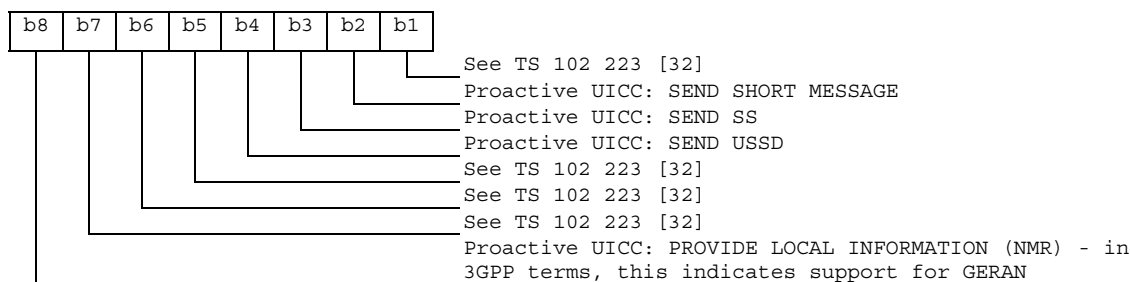 b8 b7 b6 b5 b4 b3 b2 b1
See TS 102 223 [32]
Proactive UICC: SEND SHORT MESSAGE
Proactive UICC: SEND SS
Proactive UICC: SEND USSD
See TS 102 223 [32]
See TS 102 223 [32]
See TS 102 223 [32]
Proactive UICC: PROVIDE LOCAL INFORMATION (NMR) - in
3GPP terms, this indicates support for GERAN